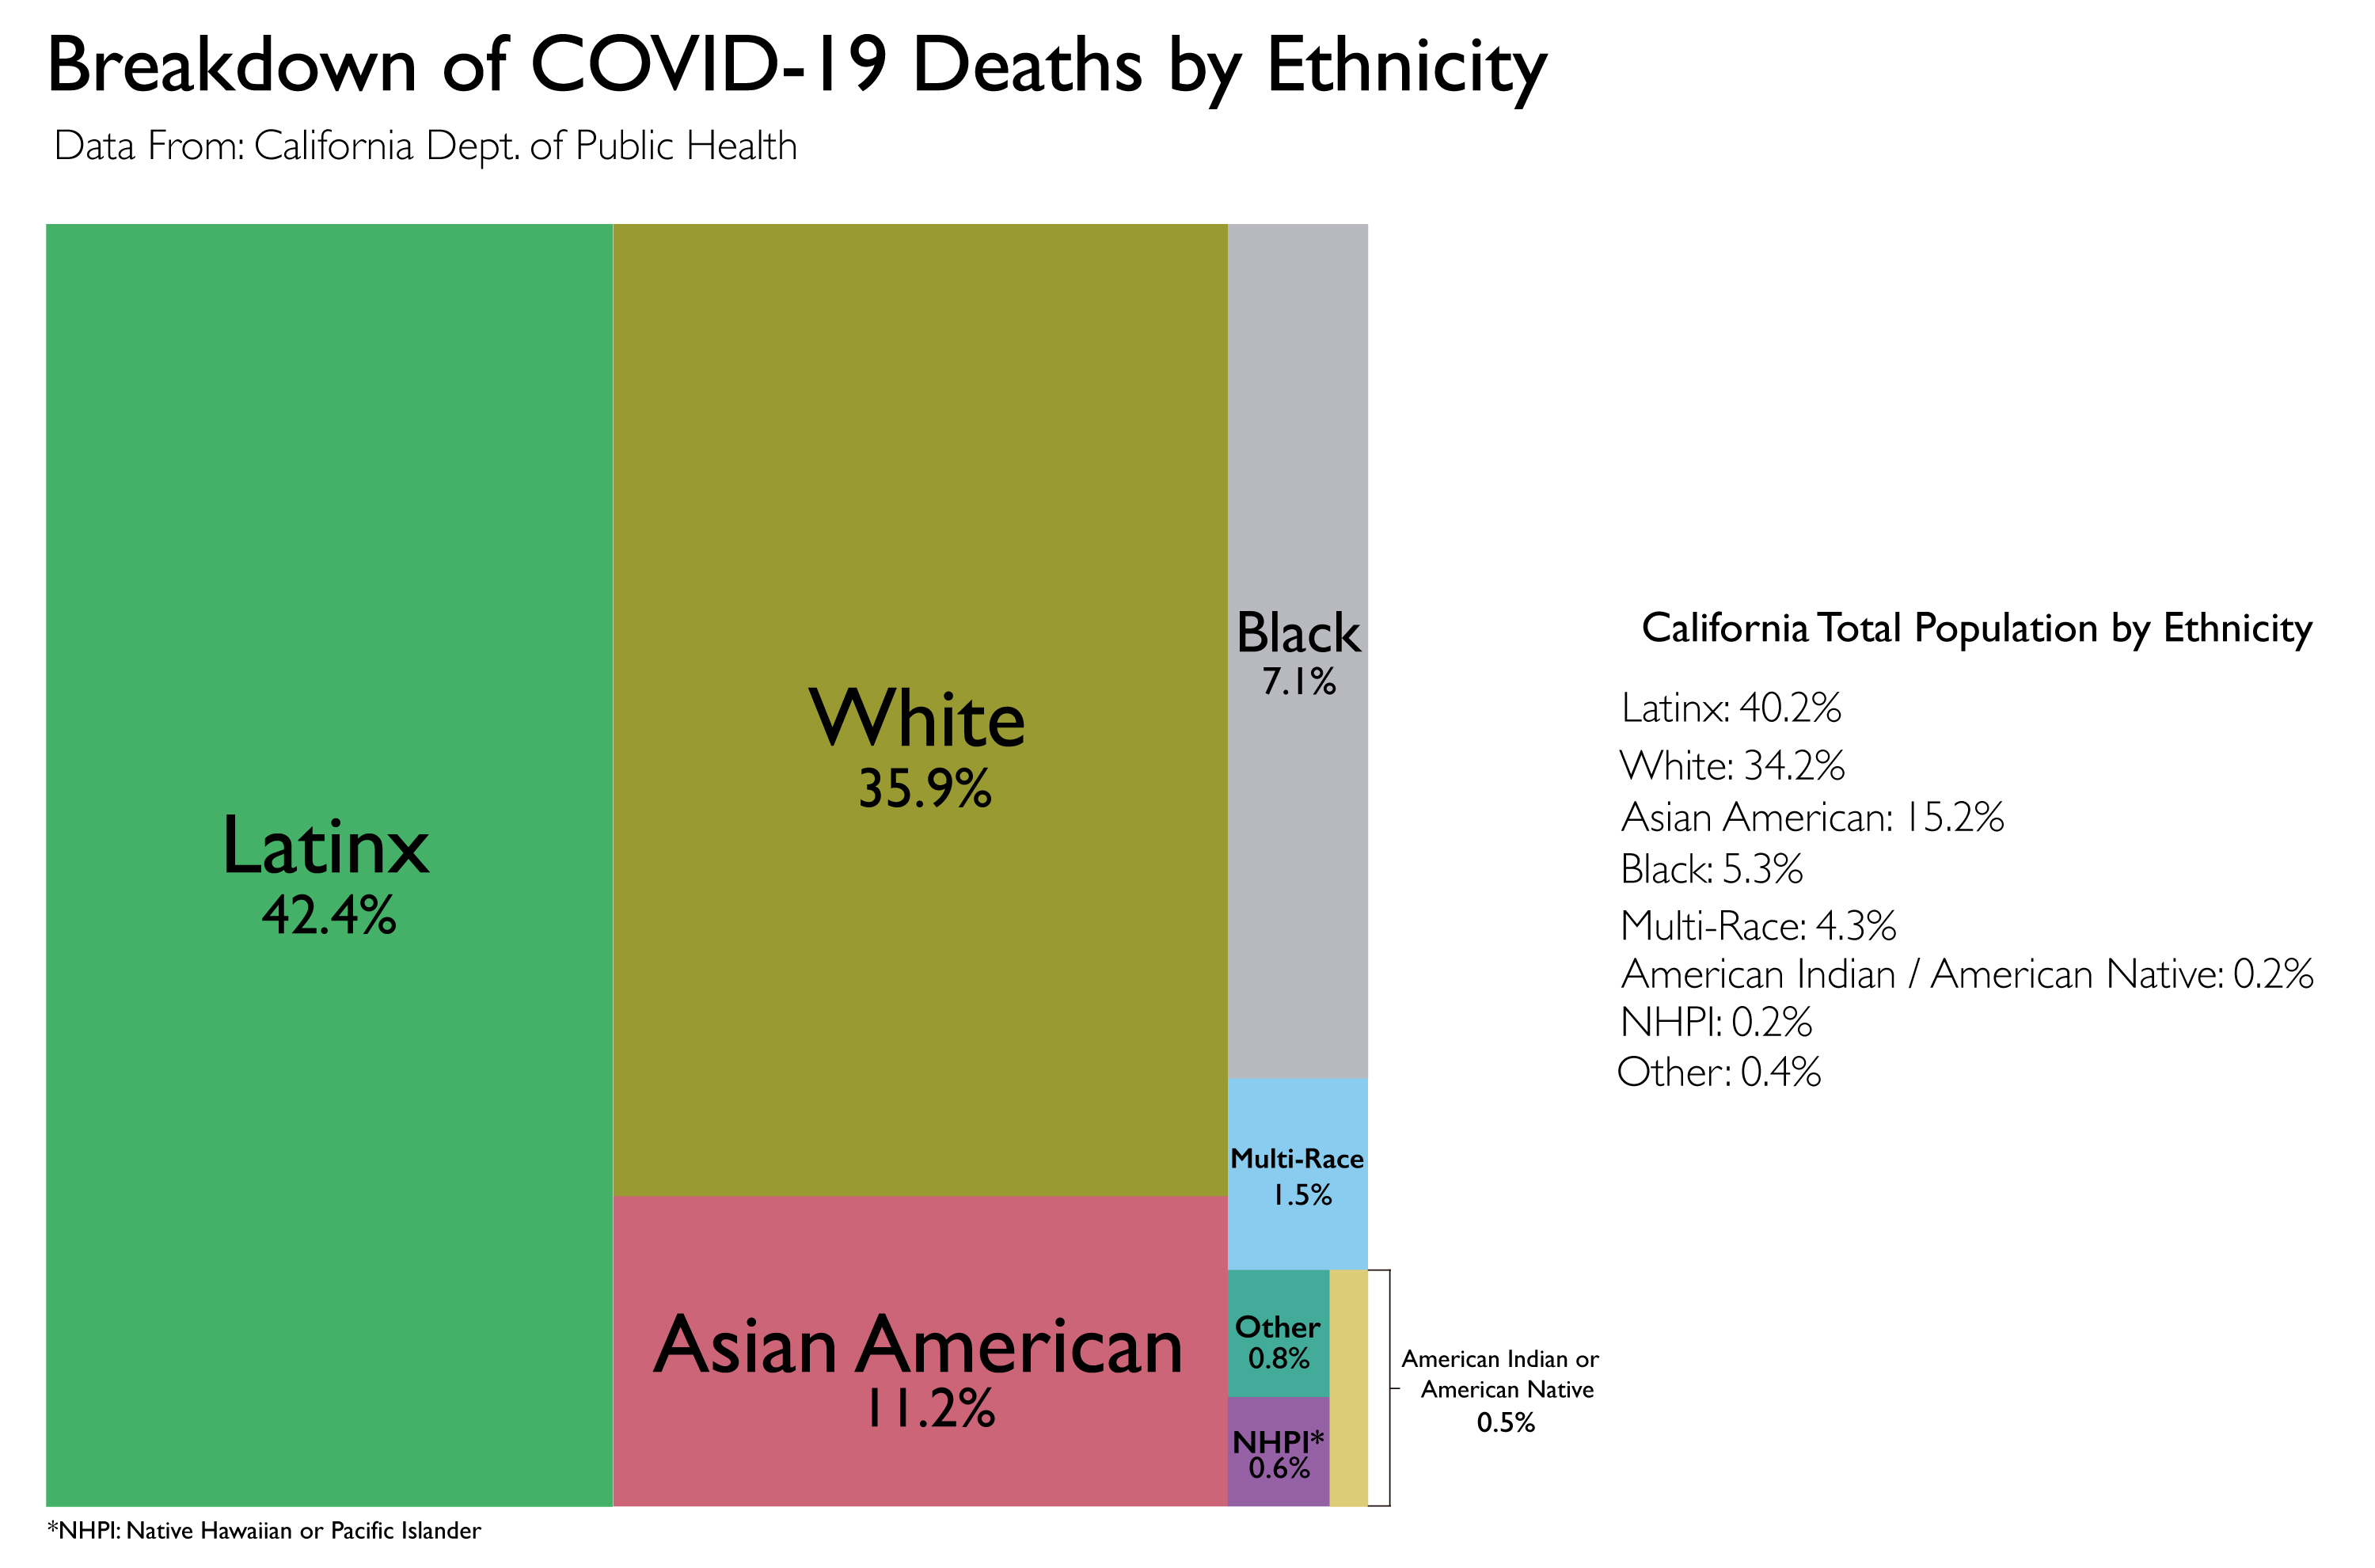 Breakdown of COVID-19 Deaths by Ethnicity
Data From: California Dept. of Public Health
Latinx
42.4%
White
35.9%
Asian American
11.2%
Black
7.1%
Multi-Race
1.5%
Other
0.8%
NHPI*
0.6%
American Indian or
American Native
0.5%
California Total Population by Ethnicity
Latinx: 40.2%
White: 34.2%
Asian American: 15.2%
Black: 5.3%
Multi-Race: 4.3%
American Indian / American Native: 0.2%
NHPI: 0.2%
Other: 0.4%
*NHPI: Native Hawaiian or Pacific Islander